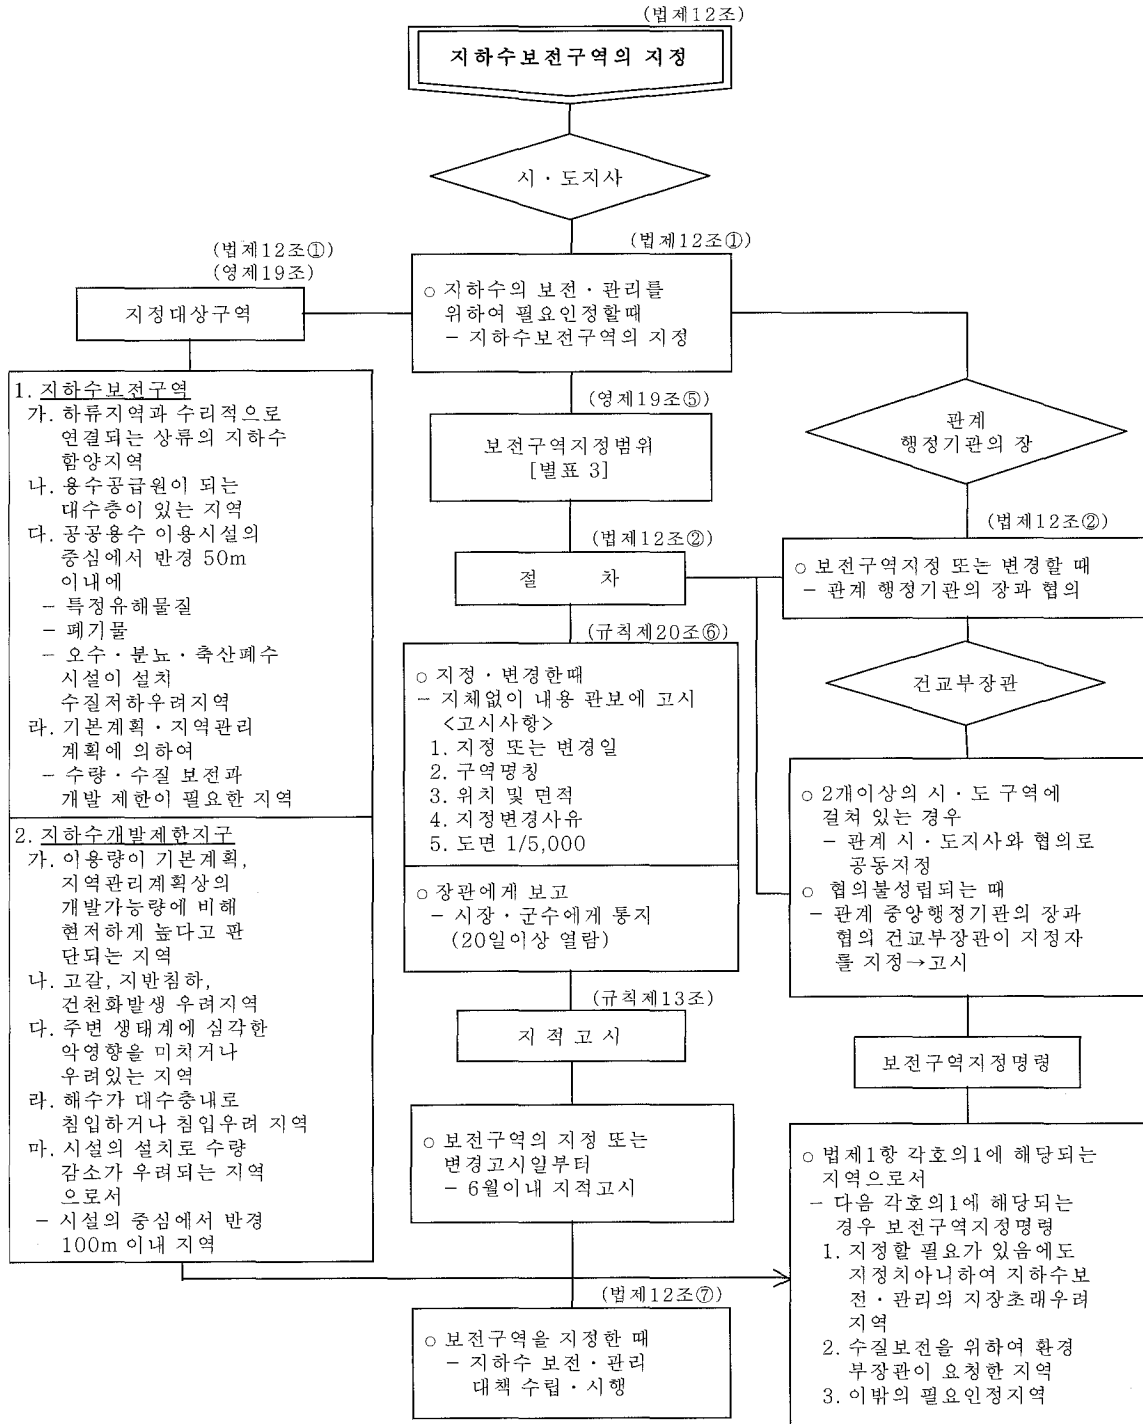 (법제12조)
지하수보전구역의 지정
시·도지사
(법제12조①)
(영제19조)
지정대상구역
(법제12조①)
○ 지하수의 보전·관리를
위하여 필요인정할때
- 지하수보전구역의 지정
1. 지하수보전구역
가. 하류지역과 수리적으로
연결되는 상류의 지하수
함양지역
나. 용수공급원이 되는
대수층이 있는 지역
다. 공공용수 이용시설의
중심에서 반경 50m
이내에
- 특정유해물질
- 폐기물
- 오수·분뇨·축산폐수
시설이 설치
수질저하우려지역
라. 기본계획·지역관리
계획에 의하여
- 수량·수질 보전과
개발 제한이 필요한 지역
2. 지하수개발제한지구
가. 이용량이 기본계획,
지역관리계획상의
개발가능량에 비해
현저하게 높다고 판
단되는 지역
나. 고갈, 지반침하,
건천화발생 우려지역
다. 주변 생태계에 심각한
악영향을 미치거나
우려있는 지역
라. 해수가 대수층내로
침입하거나 침입우려 지역
마. 시설의 설치로 수량
감소가 우려되는 지역
으로서
- 시설의 중심에서 반경
100m 이내 지역
(영제19조⑤)
보전구역지정범위
[별표 3]
(법제12조②)
절 차
(규칙제20조⑥)
○ 지정·변경한때
- 지체없이 내용 관보에 고시
<고시사항>
1. 지정 또는 변경일
2. 구역명칭
3. 위치 및 면적
4. 지정변경사유
5. 도면 1/5,000
○ 장관에게 보고
- 시장·군수에게 통지
(20일이상 열람)
(규칙제13조)
지적고시
○ 보전구역의 지정 또는
변경고시일부터
- 6월이내 지적고시
(법제12조⑦)
○ 보전구역을 지정한 때
- 지하수 보전·관리
대책 수립·시행
관계
행정기관의 장
(법제12조②)
○ 보전구역지정 또는 변경할 때
- 관계 행정기관의 장과 협의
건교부장관
○ 2개이상의 시·도 구역에
걸쳐 있는 경우
- 관계 시·도지사와 협의로
공동지정
○ 협의불성립되는 때
- 관계 중앙행정기관의 장과
협의 건교부장관이 지정자
를 지정→고시
보전구역지정명령
○ 법제1항 각호의1에 해당되는
지역으로서
- 다음 각호의1에 해당되는
경우 보전구역지정명령
1. 지정할 필요가 있음에도
지정치아니하여 지하수보
전·관리의 지장초래우려
지역
2. 수질보전을 위하여 환경
부장관이 요청한 지역
3. 이밖의 필요인정지역